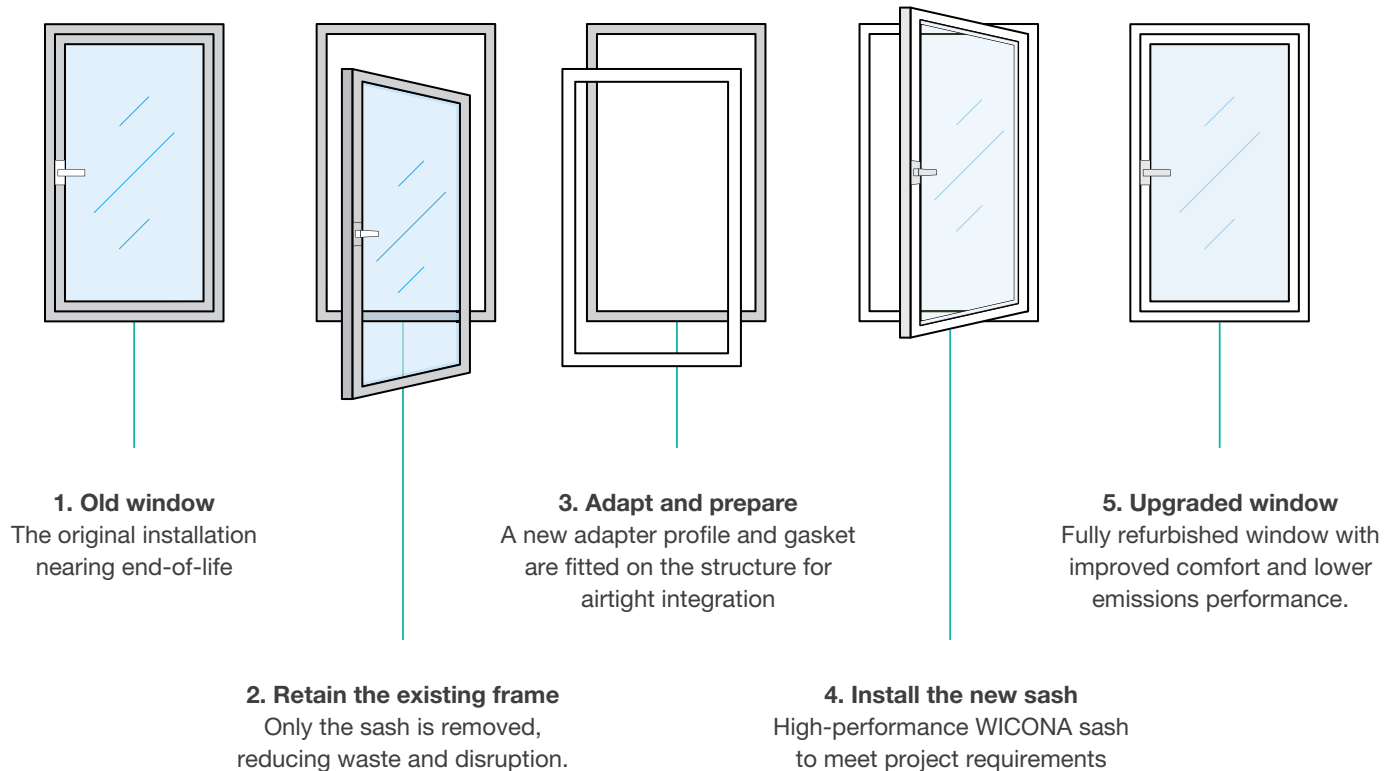 1. Old window
The original installation
nearing end-of-life
2. Retain the existing frame
Only the sash is removed,
reducing waste and disruption.
3. Adapt and prepare
A new adapter profile and gasket
are fitted on the structure for
airtight integration
4. Install the new sash
High-performance WICONA sash
to meet project requirements
5. Upgraded window
Fully refurbished window with
improved comfort and lower
emissions performance.